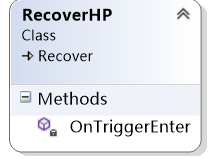 RecoverHP
Class
Recover
Methods
OnTriggerEnter